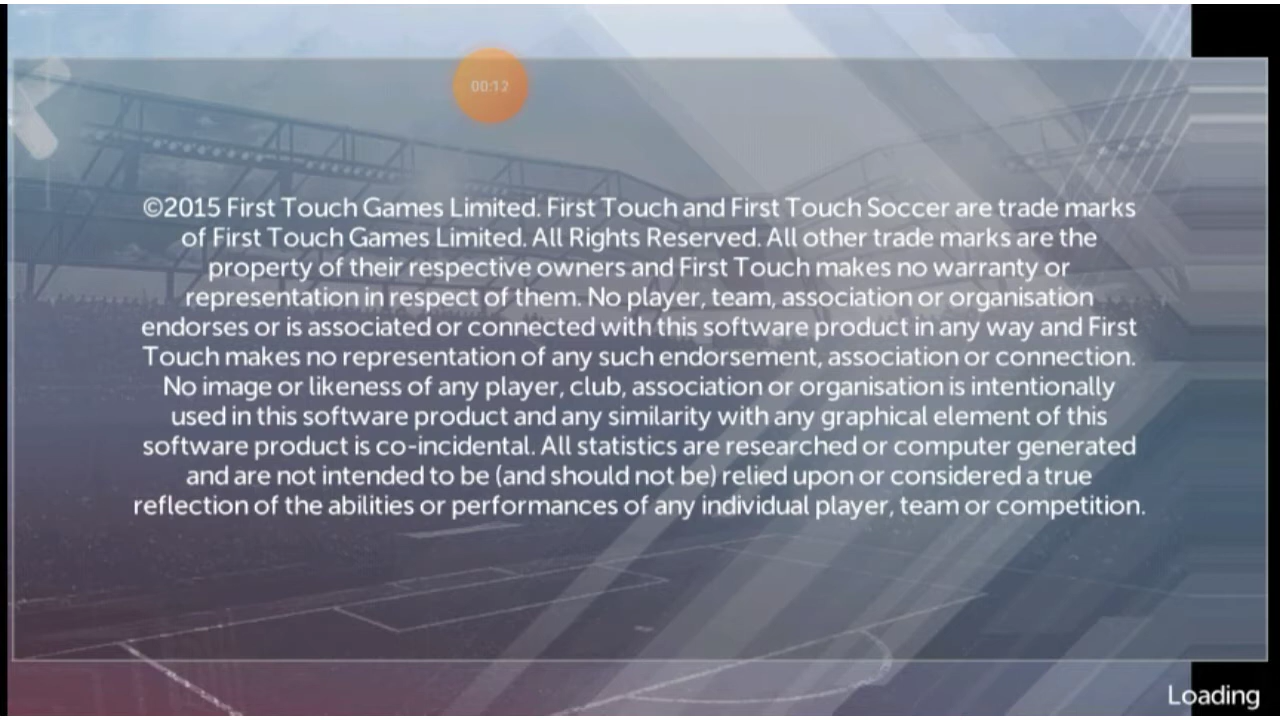 00:12
©2015 First Touch Games Limited. First Touch and First Touch Soccer are trade marks
of First Touch Games Limited. All Rights Reserved. All other trade marks are the
property of their respective owners and First Touch makes no warranty or
representation in respect of them. No player, team, association or organisation
endorses or is associated or connected with this software product in any way and First
Touch makes no representation of any such endorsement, association or connection.
No image or likeness of any player, club, association or organisation is intentionally
used in this software product and any similarity with any graphical element of this
software product is co-incidental. All statistics are researched or computer generated
and are not intended to be (and should not be) relied upon or considered a true
reflection of the abilities or performances of any individual player, team or competition.
Loading